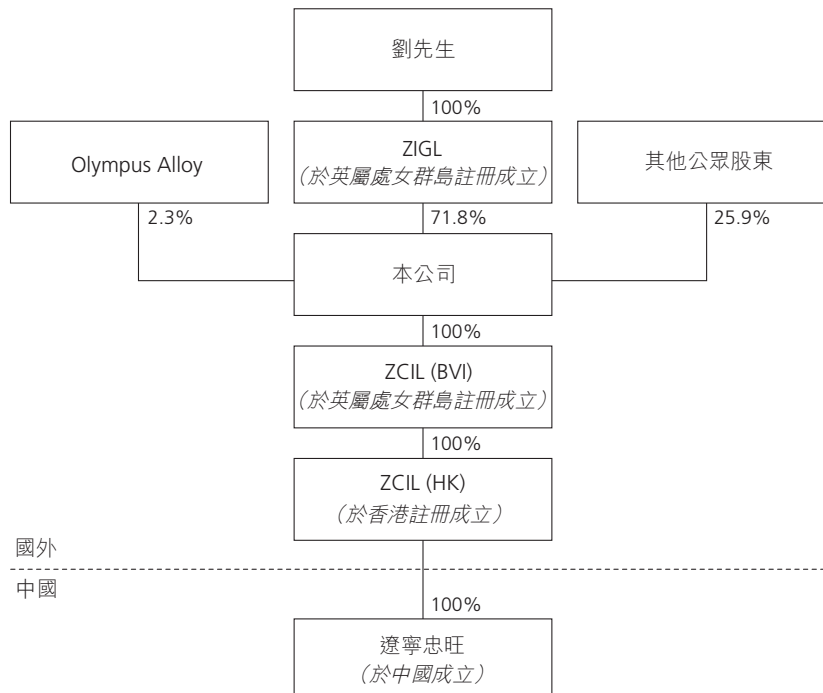 劉先生
100%
Olympus Alloy
ZIGL
（於英屬處女群島註冊成立）
其他公眾股東
2.3%
71.8%
25.9%
本公司
100%
ZCIL (BVI)
（於英屬處女群島註冊成立）
100%
ZCIL (HK)
（於香港註冊成立）
國外
中國
100%
遼寧忠旺
（於中國成立）